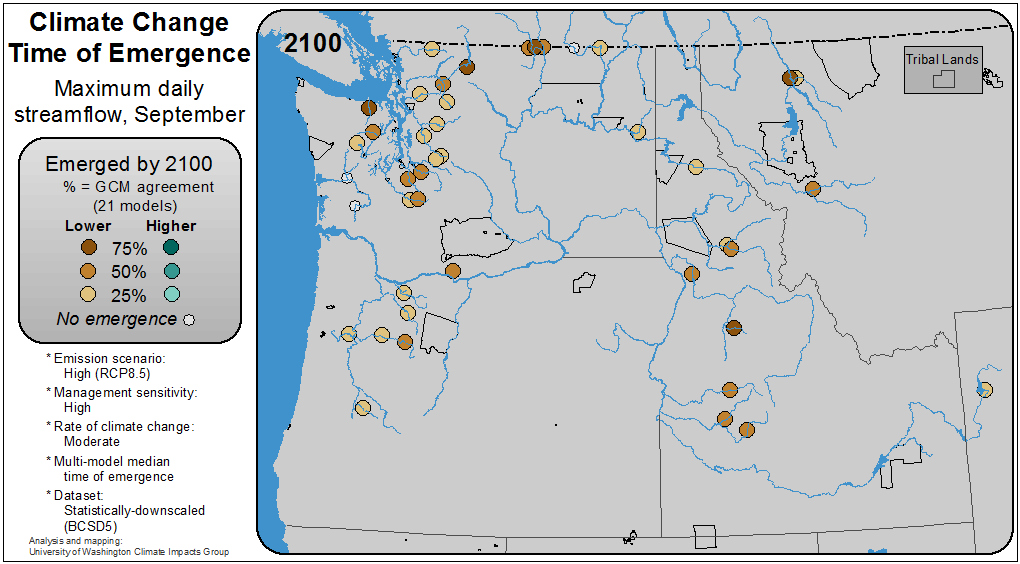 Climate Change
Time of Emergence
Maximum daily
streamflow, September
Emerged by 2100
% = GCM agreement
(21 models)
Lower Higher
75%
50%
25%
No emergence
* Emission scenario:
High (RCP8.5)
* Management sensitivity:
High
* Rate of climate change:
Moderate
* Multi-model median
time of emergence
* Dataset:
Statistically-downscaled
(BCSD5)
Analysis and mapping:
University of Washington Climate Impacts Group
2100
Tribal Lands